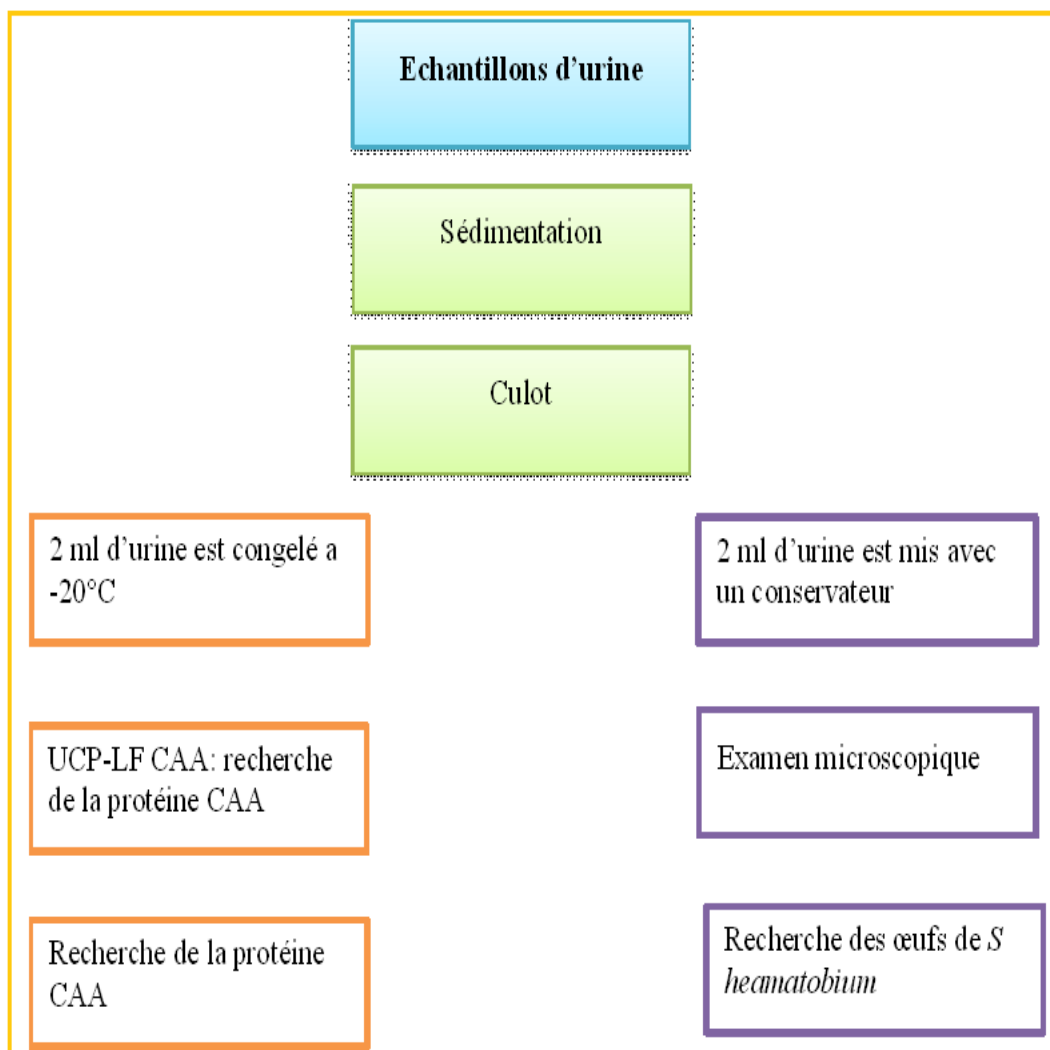 Echantillons d’urine
Sédimentation
Culot
2 ml d’urine est congelé a
-20°C
2 ml d’urine est mis avec
un conservateur
UCP-LF CAA: recherche
de la protéine CAA
Examen microscopique
Recherche de la protéine
CAA
Recherche des œufs de S
heamatobium